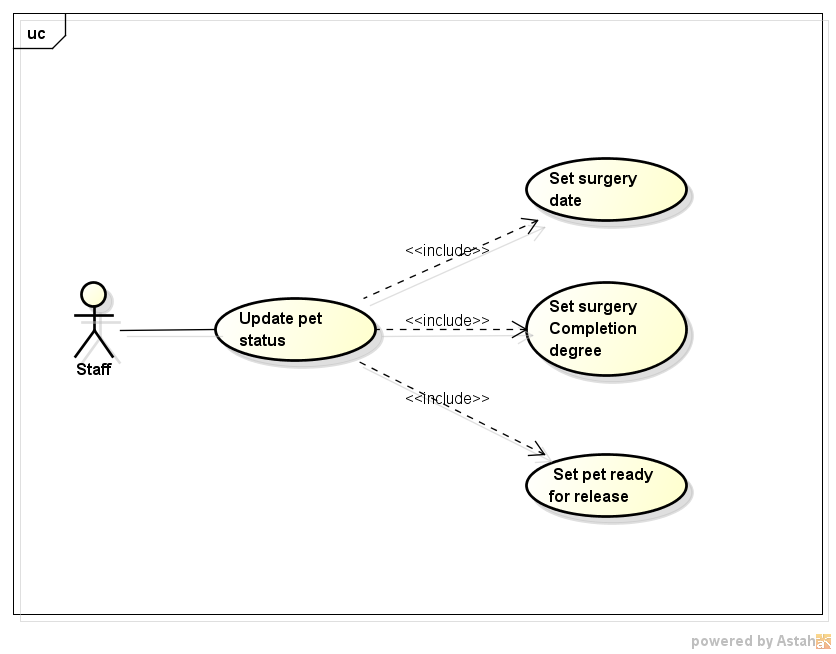 uc
Set surgery
date
<<include>>
Set surgery
Completion
degree
<<include>>
Update pet
status
Staff
<<include>>
Set pet ready
for release
powered by Astah